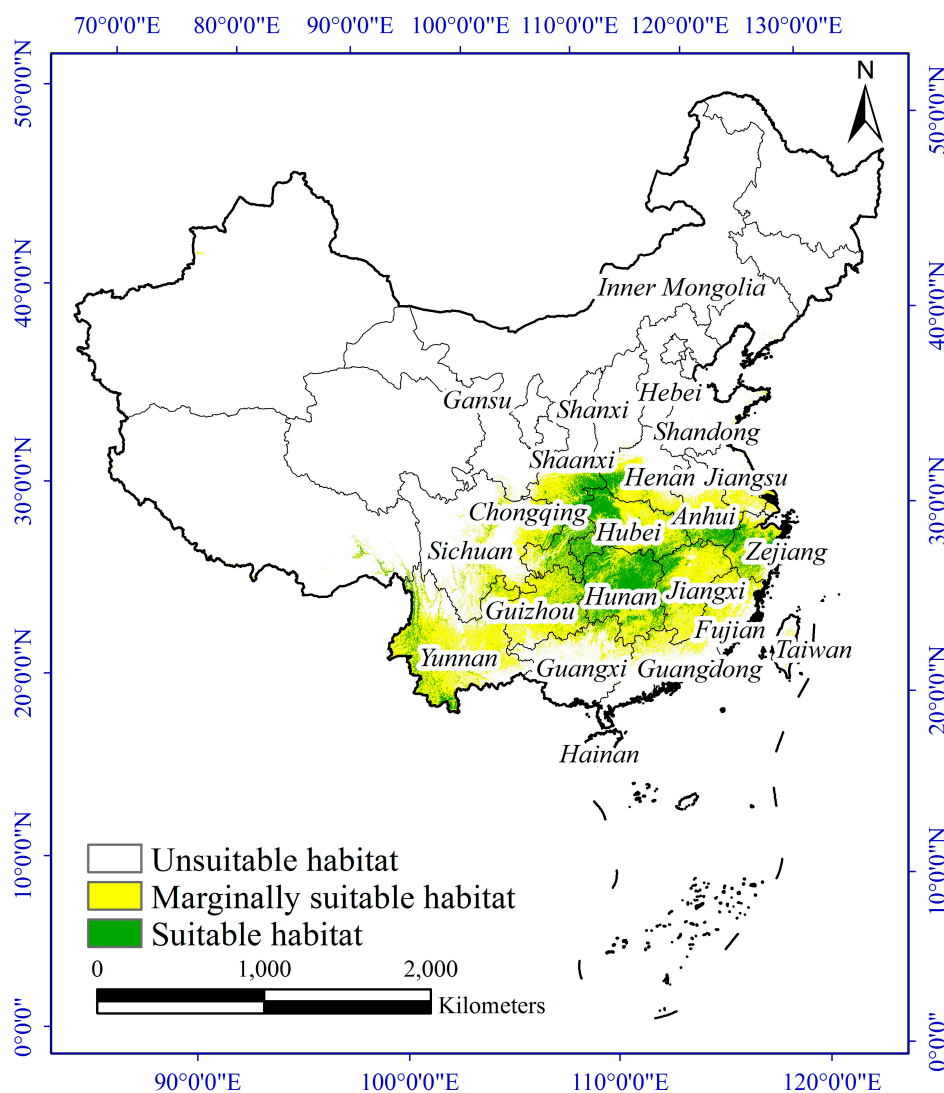 70°0'0"E 80°0'0"E 90°0'0"E 100°0'0"E 110°0'0"E 120°0'0"E 130°0'0"E
N
50°0'0"N
50°0'0"N
40°0'0"N
40°0'0"N
30°0'0"N
30°0'0"N
20°0'0"N
20°0'0"N
10°0'0"N
10°0'0"N
0°0'0"
0°0'0"
Inner Mongolia
Gansu
Shanxi
Hebei
Shandong
Shaanxi
Henan
Jiangsu
Chongqing
Hubei
Anhui
Sichuan
Zejiang
Guizhou
Hunan
Jiangxi
Fujian
Yunnan
Guangxi
Guangdong
Taiwan
Hainan
Unsuitable habitat
Marginally suitable habitat
Suitable habitat
0 1,000 2,000
Kilometers
90°0'0"E 100°0'0"E 110°0'0"E 120°0'0"E